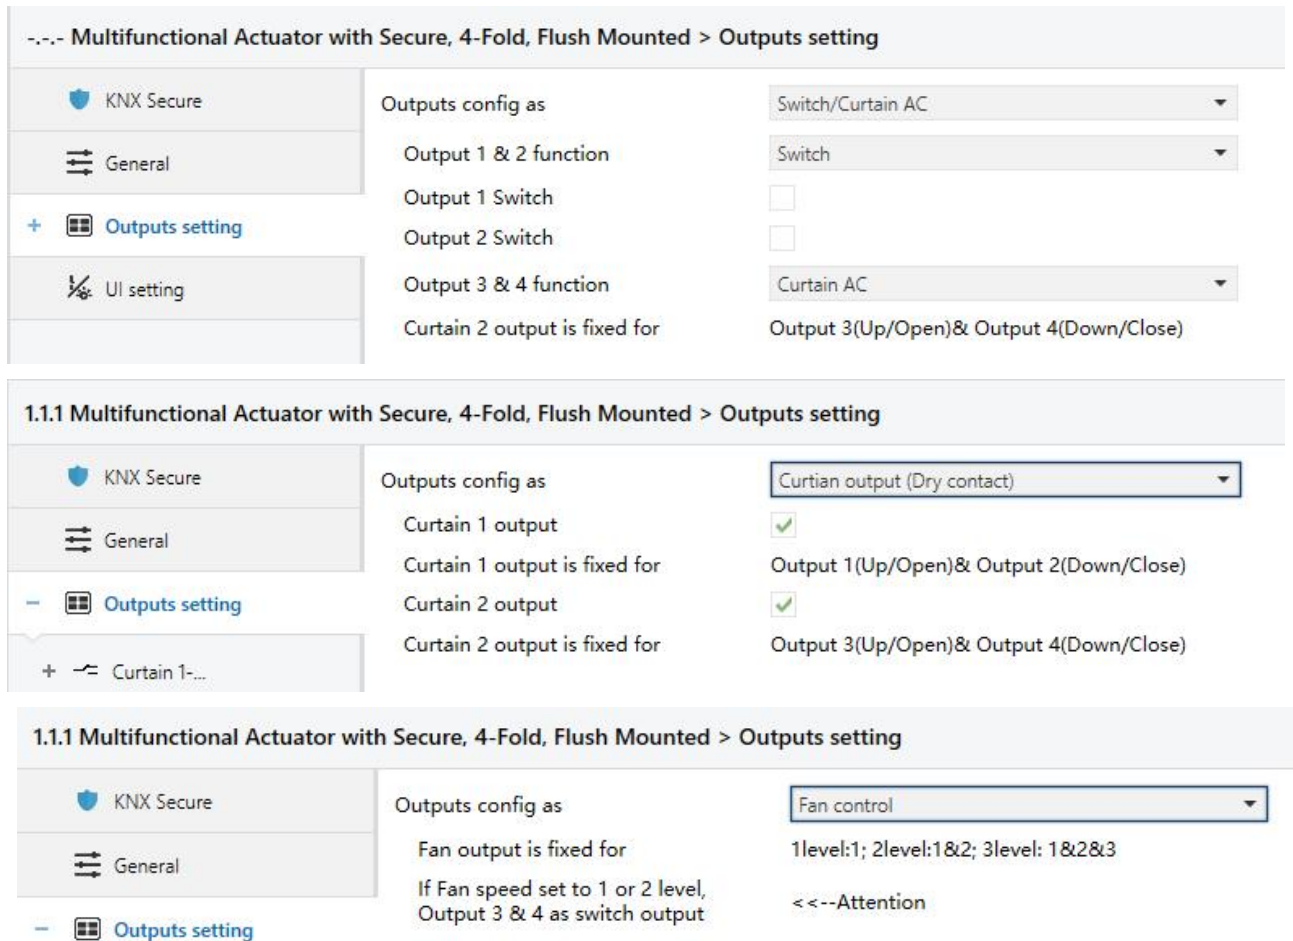 -.-.- Multifunctional Actuator with Secure, 4-Fold, Flush Mounted > Outputs setting
KNX Secure
General
+ Outputs setting
UI setting
Outputs config as Switch/Curtain AC
Output 1 & 2 function Switch
Output 1 Switch
Output 2 Switch
Output 3 & 4 function Curtain AC
Curtain 2 output is fixed for Output 3(Up/Open)& Output 4(Down/Close)
1.1.1 Multifunctional Actuator with Secure, 4-Fold, Flush Mounted > Outputs setting
KNX Secure
General
− Outputs setting
+ Curtain 1-...
Outputs config as Curtian output (Dry contact)
Curtain 1 output
Curtain 1 output is fixed for Output 1(Up/Open)& Output 2(Down/Close)
Curtain 2 output
Curtain 2 output is fixed for Output 3(Up/Open)& Output 4(Down/Close)
1.1.1 Multifunctional Actuator with Secure, 4-Fold, Flush Mounted > Outputs setting
KNX Secure
General
− Outputs setting
Outputs config as Fan control
Fan output is fixed for 1level:1; 2level:1&2; 3level: 1&2&3
If Fan speed set to 1 or 2 level,
Output 3 & 4 as switch output <<--Attention